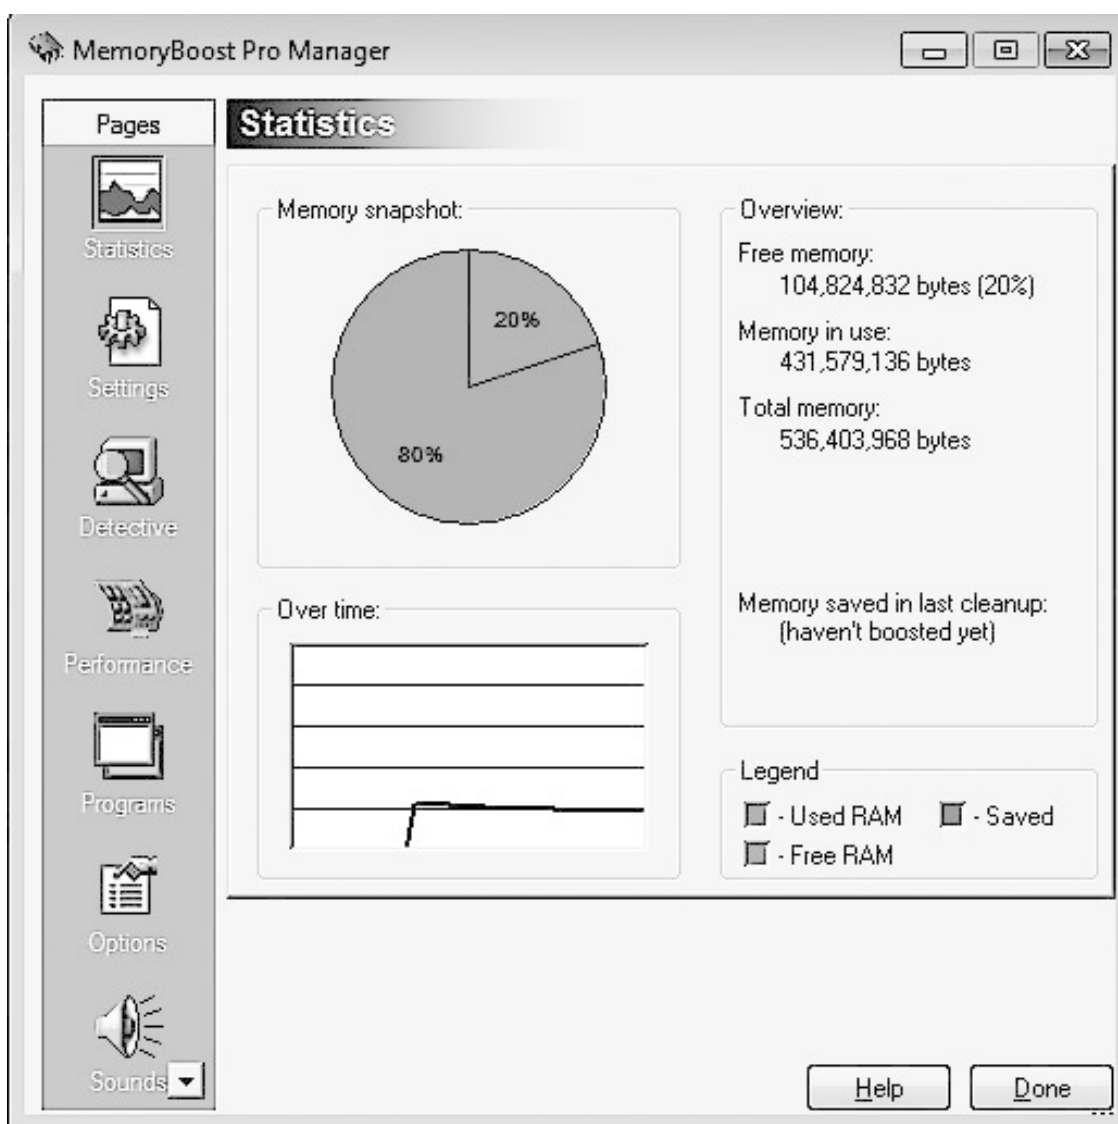 MemoryBoost Pro Manager
Pages
Statistics
Settings
Detective
Performance
Programs
Options
Sounds
Statistics
Memory snapshot:
20%
80%
Over time:
Overview:
Free memory:
104,824,832 bytes (20%)
Memory in use:
431,579,136 bytes
Total memory:
536,403,968 bytes
Memory saved in last cleanup:
(haven't boosted yet)
Legend
- Used RAM - Saved
- Free RAM
Help Done